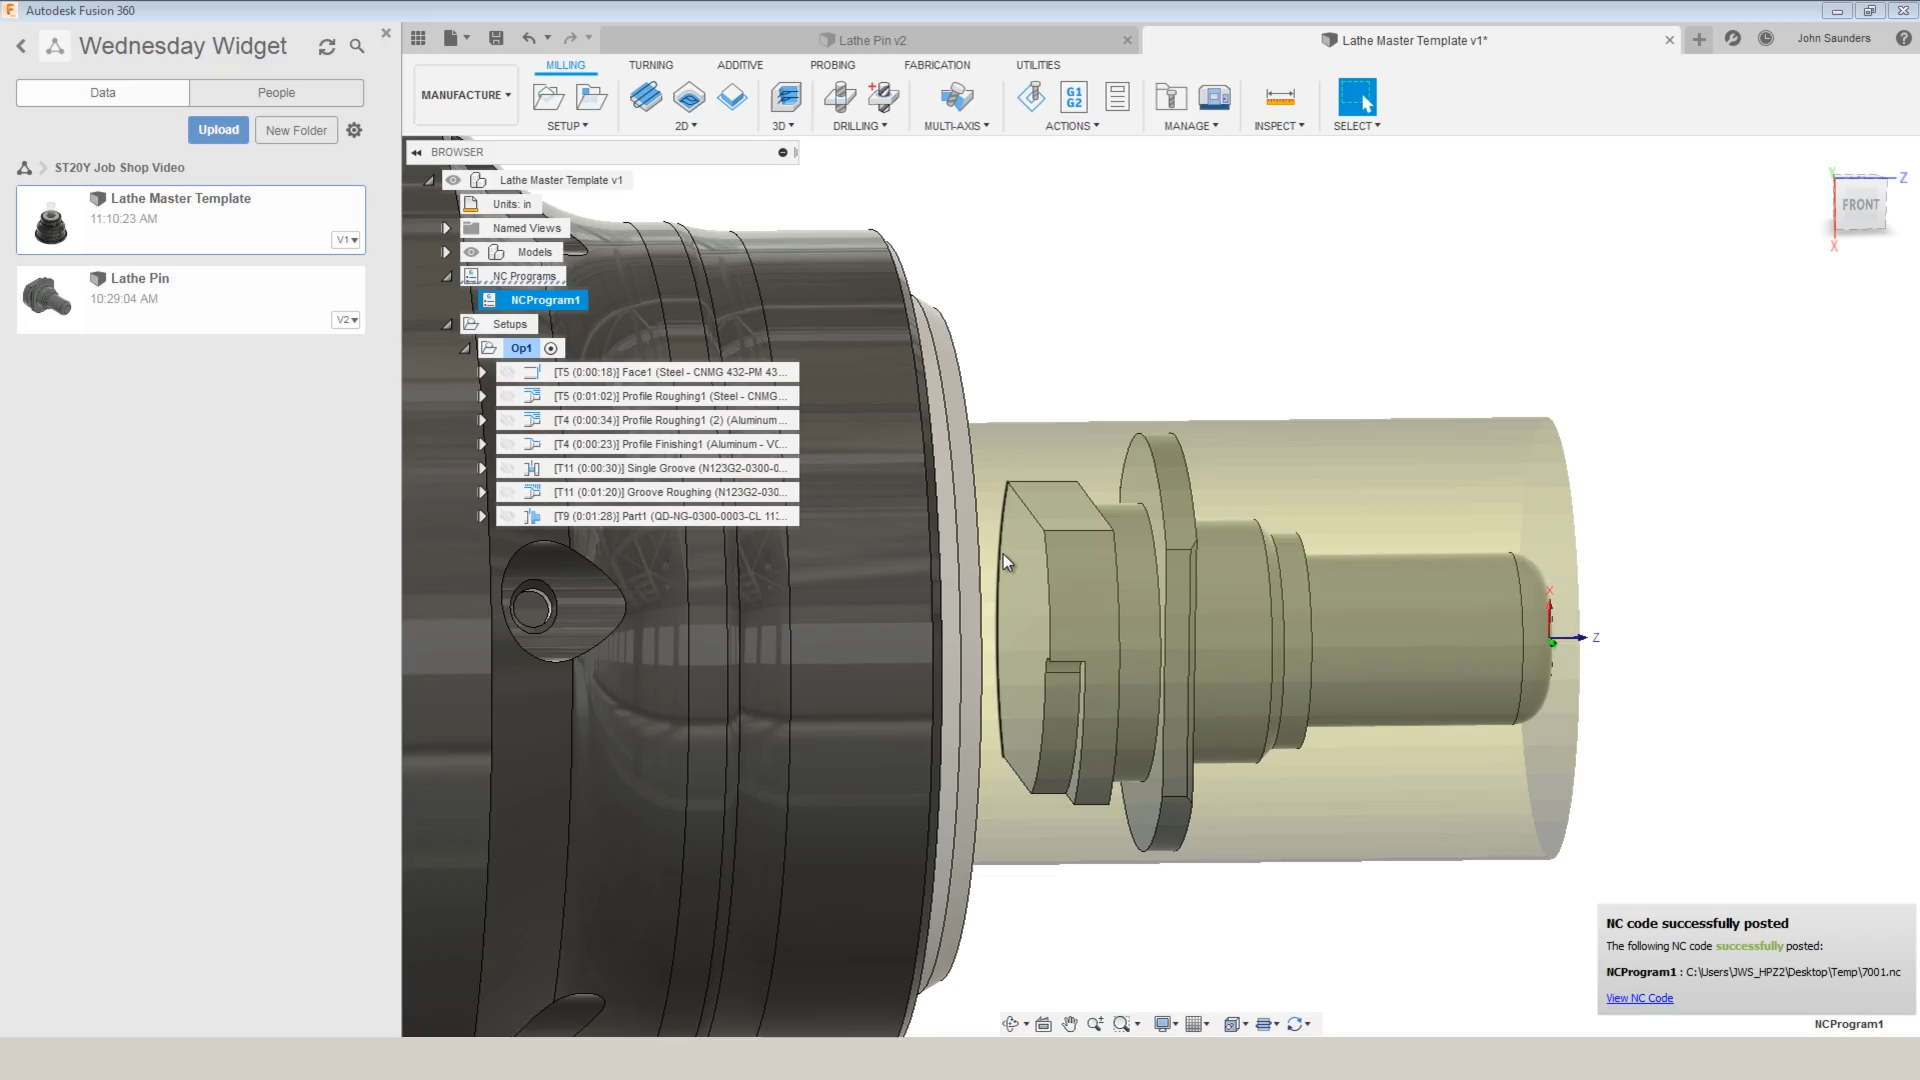 Autodesk Fusion 360
Wednesday Widget
Data
People
Upload
New Folder
ST20Y Job Shop Video
Lathe Master Template
11:10:23 AM
V1
Lathe Pin
10:29:04 AM
V2
Lathe Pin v2
Lathe Master Template v1*
John Saunders
MANUFACTURE
MILLING
TURNING
ADDITIVE
PROBING
FABRICATION
UTILITIES
G1
G2
SETUP
2D
3D
DRILLING
MULTI-AXIS
ACTIONS
MANAGE
INSPECT
SELECT
BROWSER
Lathe Master Template v1
Units: in
Named Views
Models
NC Programs
NCProgram1
Setups
Op1
[T5 (0:00:18)] Face1 (Steel - CNMG 432-PM 43...
[T5 (0:01:02)] Profile Roughing1 (Steel - CNMG...
[T4 (0:00:34)] Profile Roughing1 (2) (Aluminum...
[T4 (0:00:23)] Profile Finishing1 (Aluminum - VC...
[T11 (0:00:30)] Single Groove (N123G2-0300-0...
[T11 (0:01:20)] Groove Roughing (N123G2-030...
[T9 (0:01:28)] Part1 (QD-NG-0300-0003-CL 113...
Y
Z
FRONT
X
X
Z
NC code successfully posted
The following NC code successfully posted:
NCProgram1 : C:\Users\JWS_HPZ2\Desktop\Temp\7001.nc
View NC Code
NCProgram1